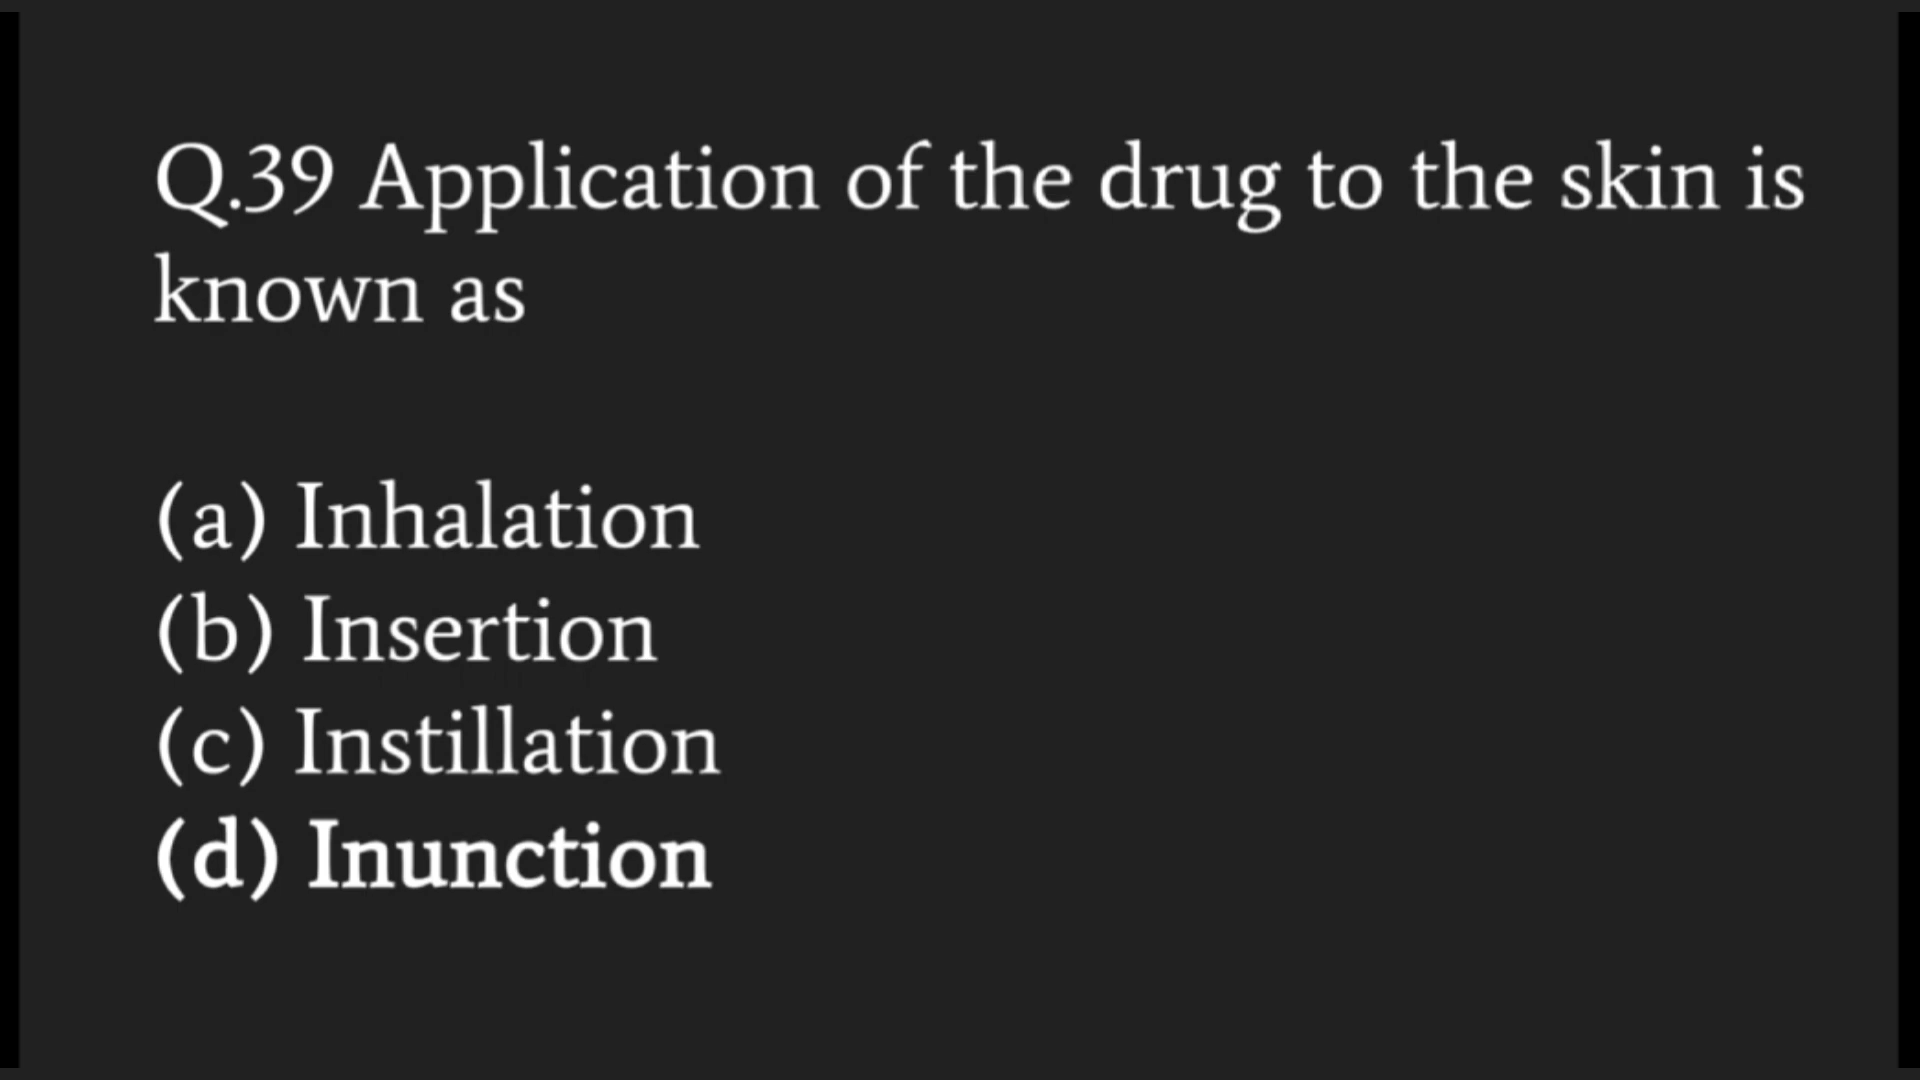 Q.39 Application of the drug to the skin is
known as
(a) Inhalation
(b) Insertion
(c) Instillation
(d) Inunction